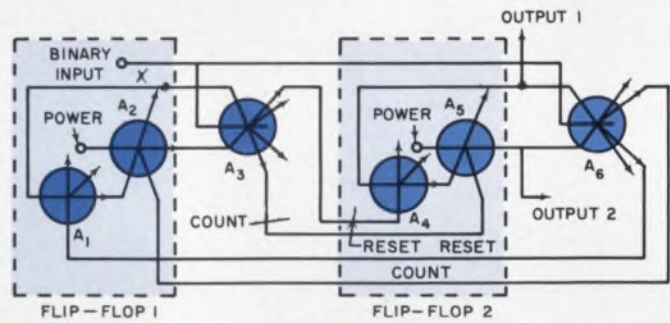 OUTPUT 1
BINARY
INPUT
X
A2
A5
POWER
POWER
A3
A6
A1
A4
COUNT
OUTPUT 2
RESET RESET
COUNT
FLIP-FLOP 1
FLIP-FLOP 2